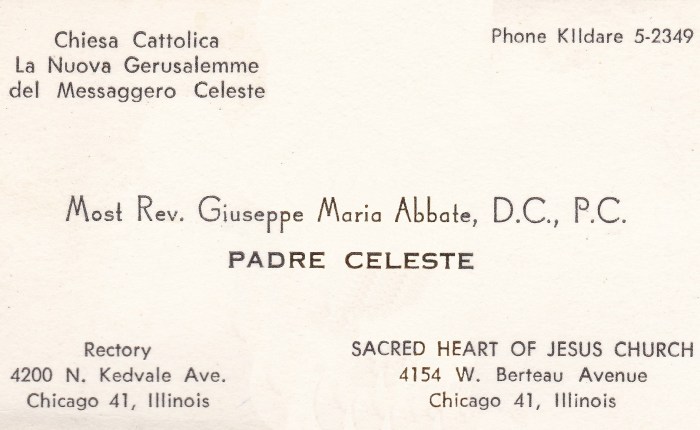 Chiesa Cattolica
La Nuova Gerusalemme
del Messaggero Celeste
Phone KIldare 5-2349
Most Rev. Giuseppe Maria Abbate, D.C., P.C.
PADRE CELESTE
Rectory
4200 N. Kedvale Ave.
Chicago 41, Illinois
SACRED HEART OF JESUS CHURCH
4154 W. Berteau Avenue
Chicago 41, Illinois